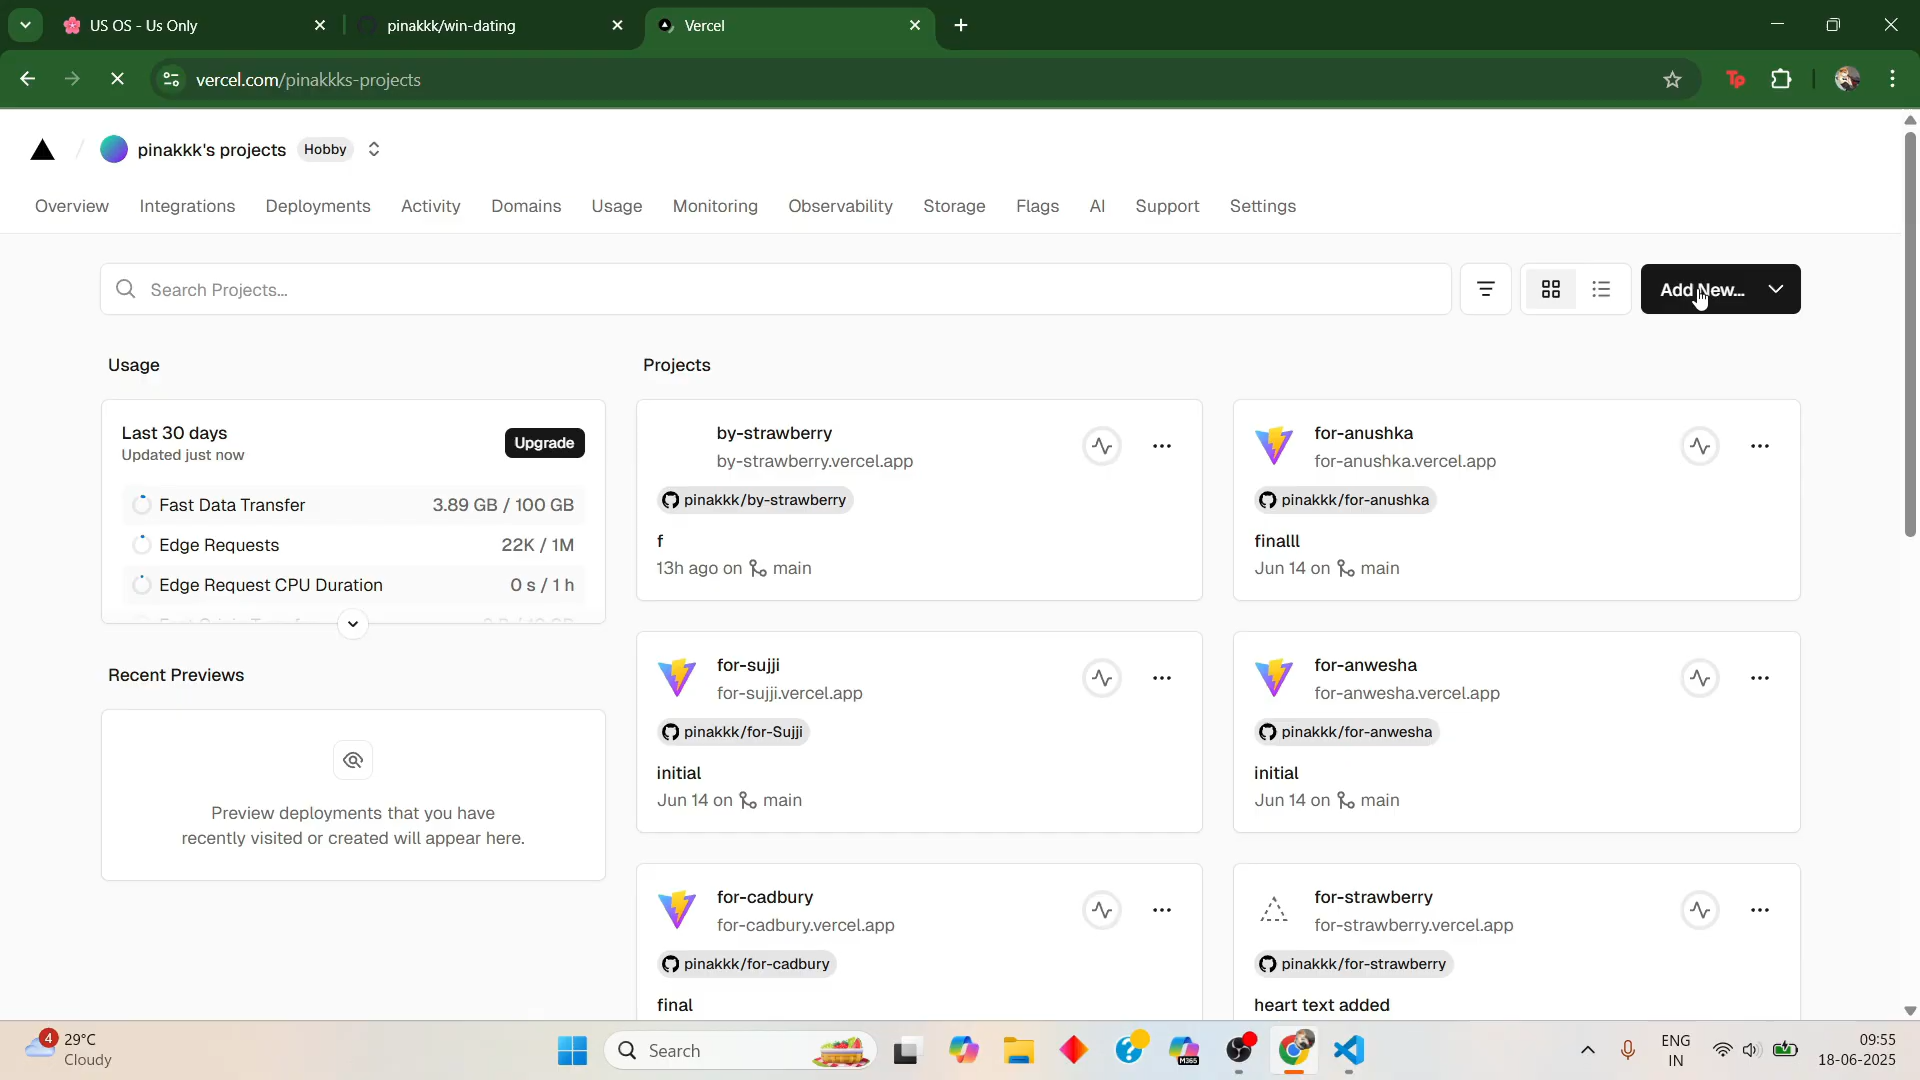 US OS - Us Only
pinakkk/win-dating
Vercel
vercel.com/pinakkks-projects
pinakkk's projects
Hobby
Overview
Integrations
Deployments
Activity
Domains
Usage
Monitoring
Observability
Storage
Flags
AI
Support
Settings
Search Projects...
Add New...
Usage
Last 30 days
Updated just now
Upgrade
Fast Data Transfer
3.89 GB / 100 GB
Edge Requests
22K / 1M
Edge Request CPU Duration
0 s / 1 h
Recent Previews
Preview deployments that you have
recently visited or created will appear here.
Projects
by-strawberry
by-strawberry.vercel.app
pinakkk/by-strawberry
f
13h ago on main
for-anushka
for-anushka.vercel.app
pinakkk/for-anushka
finalll
Jun 14 on main
for-sujji
for-sujji.vercel.app
pinakkk/for-Sujji
initial
Jun 14 on main
for-anwesha
for-anwesha.vercel.app
pinakkk/for-anwesha
initial
Jun 14 on main
for-cadbury
for-cadbury.vercel.app
pinakkk/for-cadbury
final
for-strawberry
for-strawberry.vercel.app
pinakkk/for-strawberry
heart text added
4
29°C
Cloudy
Search
M365
ENG
IN
09:55
18-06-2025